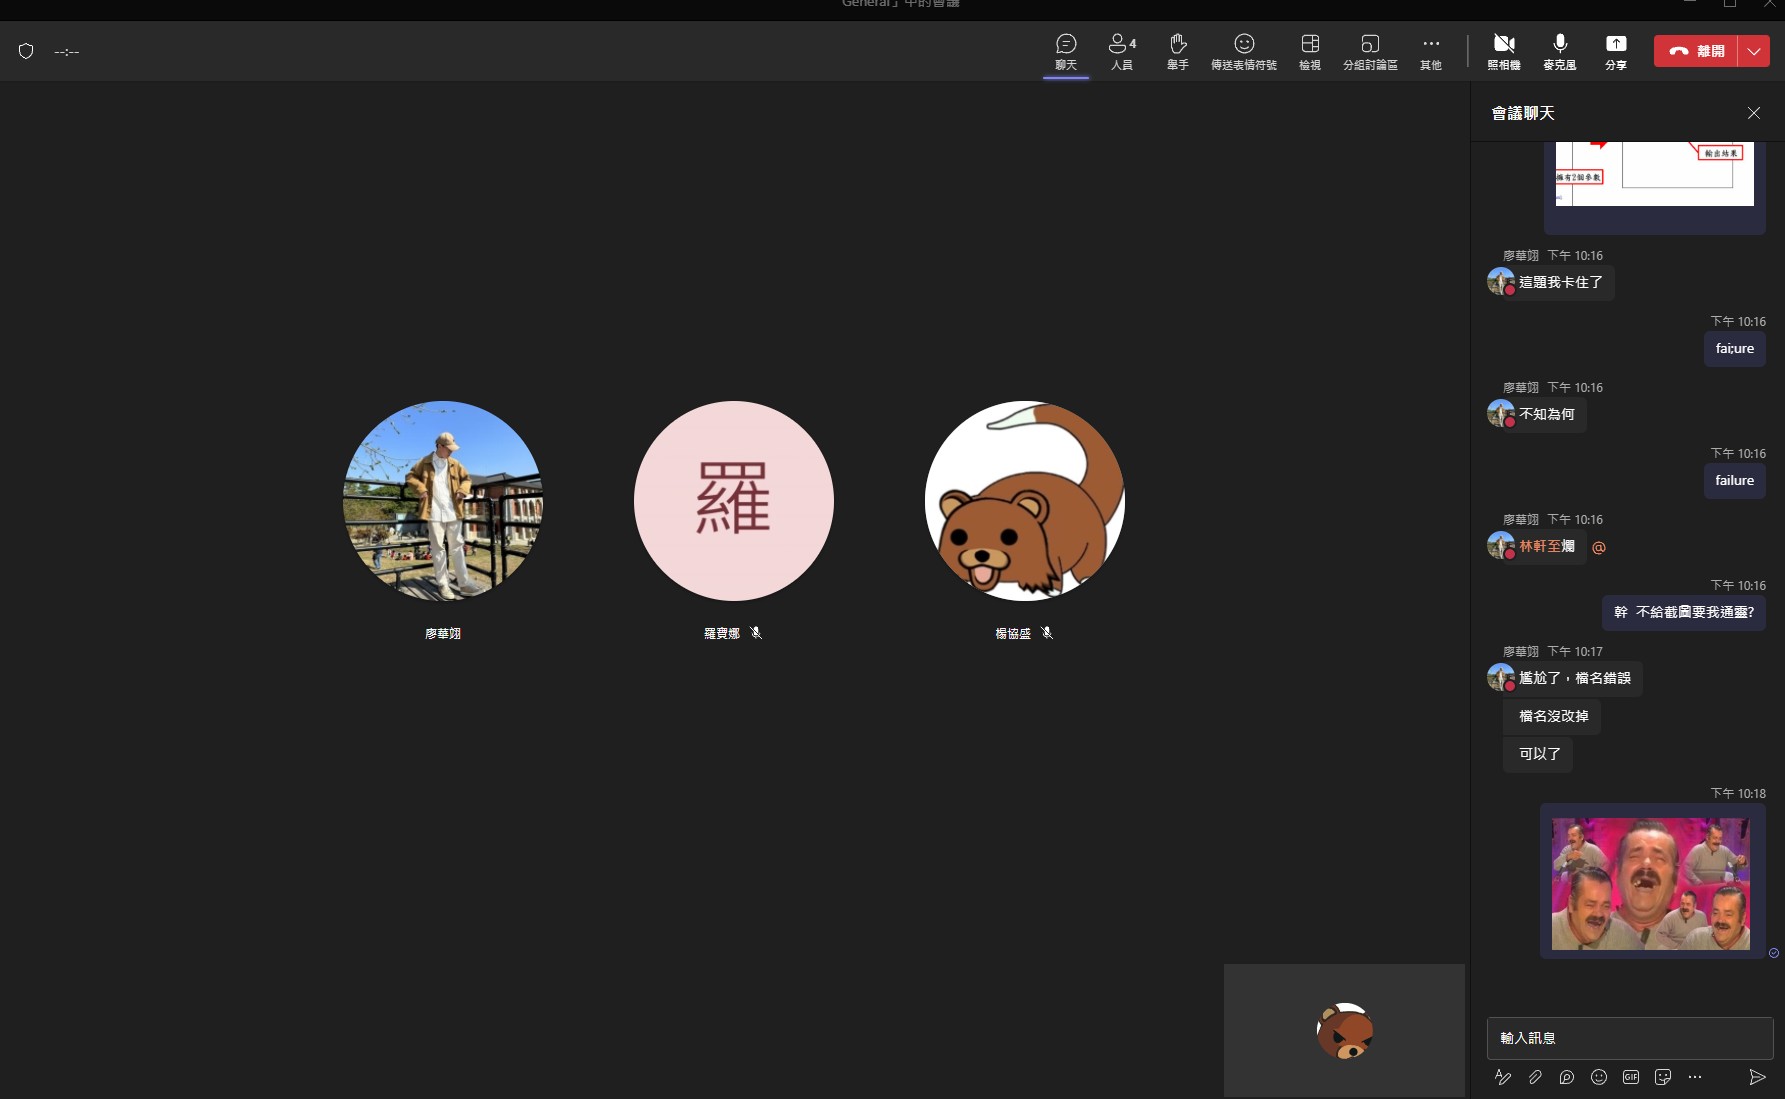 General」中的會議
--:--
聊天
4
人員
舉手
傳送表情符號
檢視
分組討論區
其他
照相機
麥克風
分享
離開
會議聊天
輸出結果
擁有2個參數
廖華翊 下午 10:16
這題我卡住了
下午 10:16
fai;ure
廖華翊 下午 10:16
不知為何
下午 10:16
failure
廖華翊 下午 10:16
林軒至爛 @
下午 10:16
幹 不給截圖要我通靈?
廖華翊 下午 10:17
尷尬了，檔名錯誤
檔名沒改掉
可以了
下午 10:18
羅
廖華翊
羅寶娜
楊協盛
輸入訊息
GIF